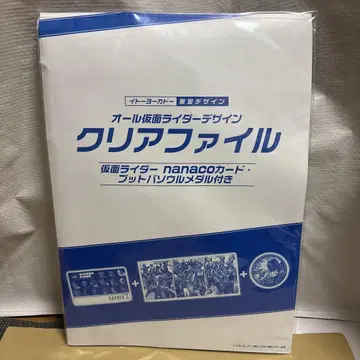 イトーヨーカドー 限定デザイン
オール仮面ライダーデザイン
クリアファイル
仮面ライダー nanacoカード・
プットバソウルメダル付き
+
+